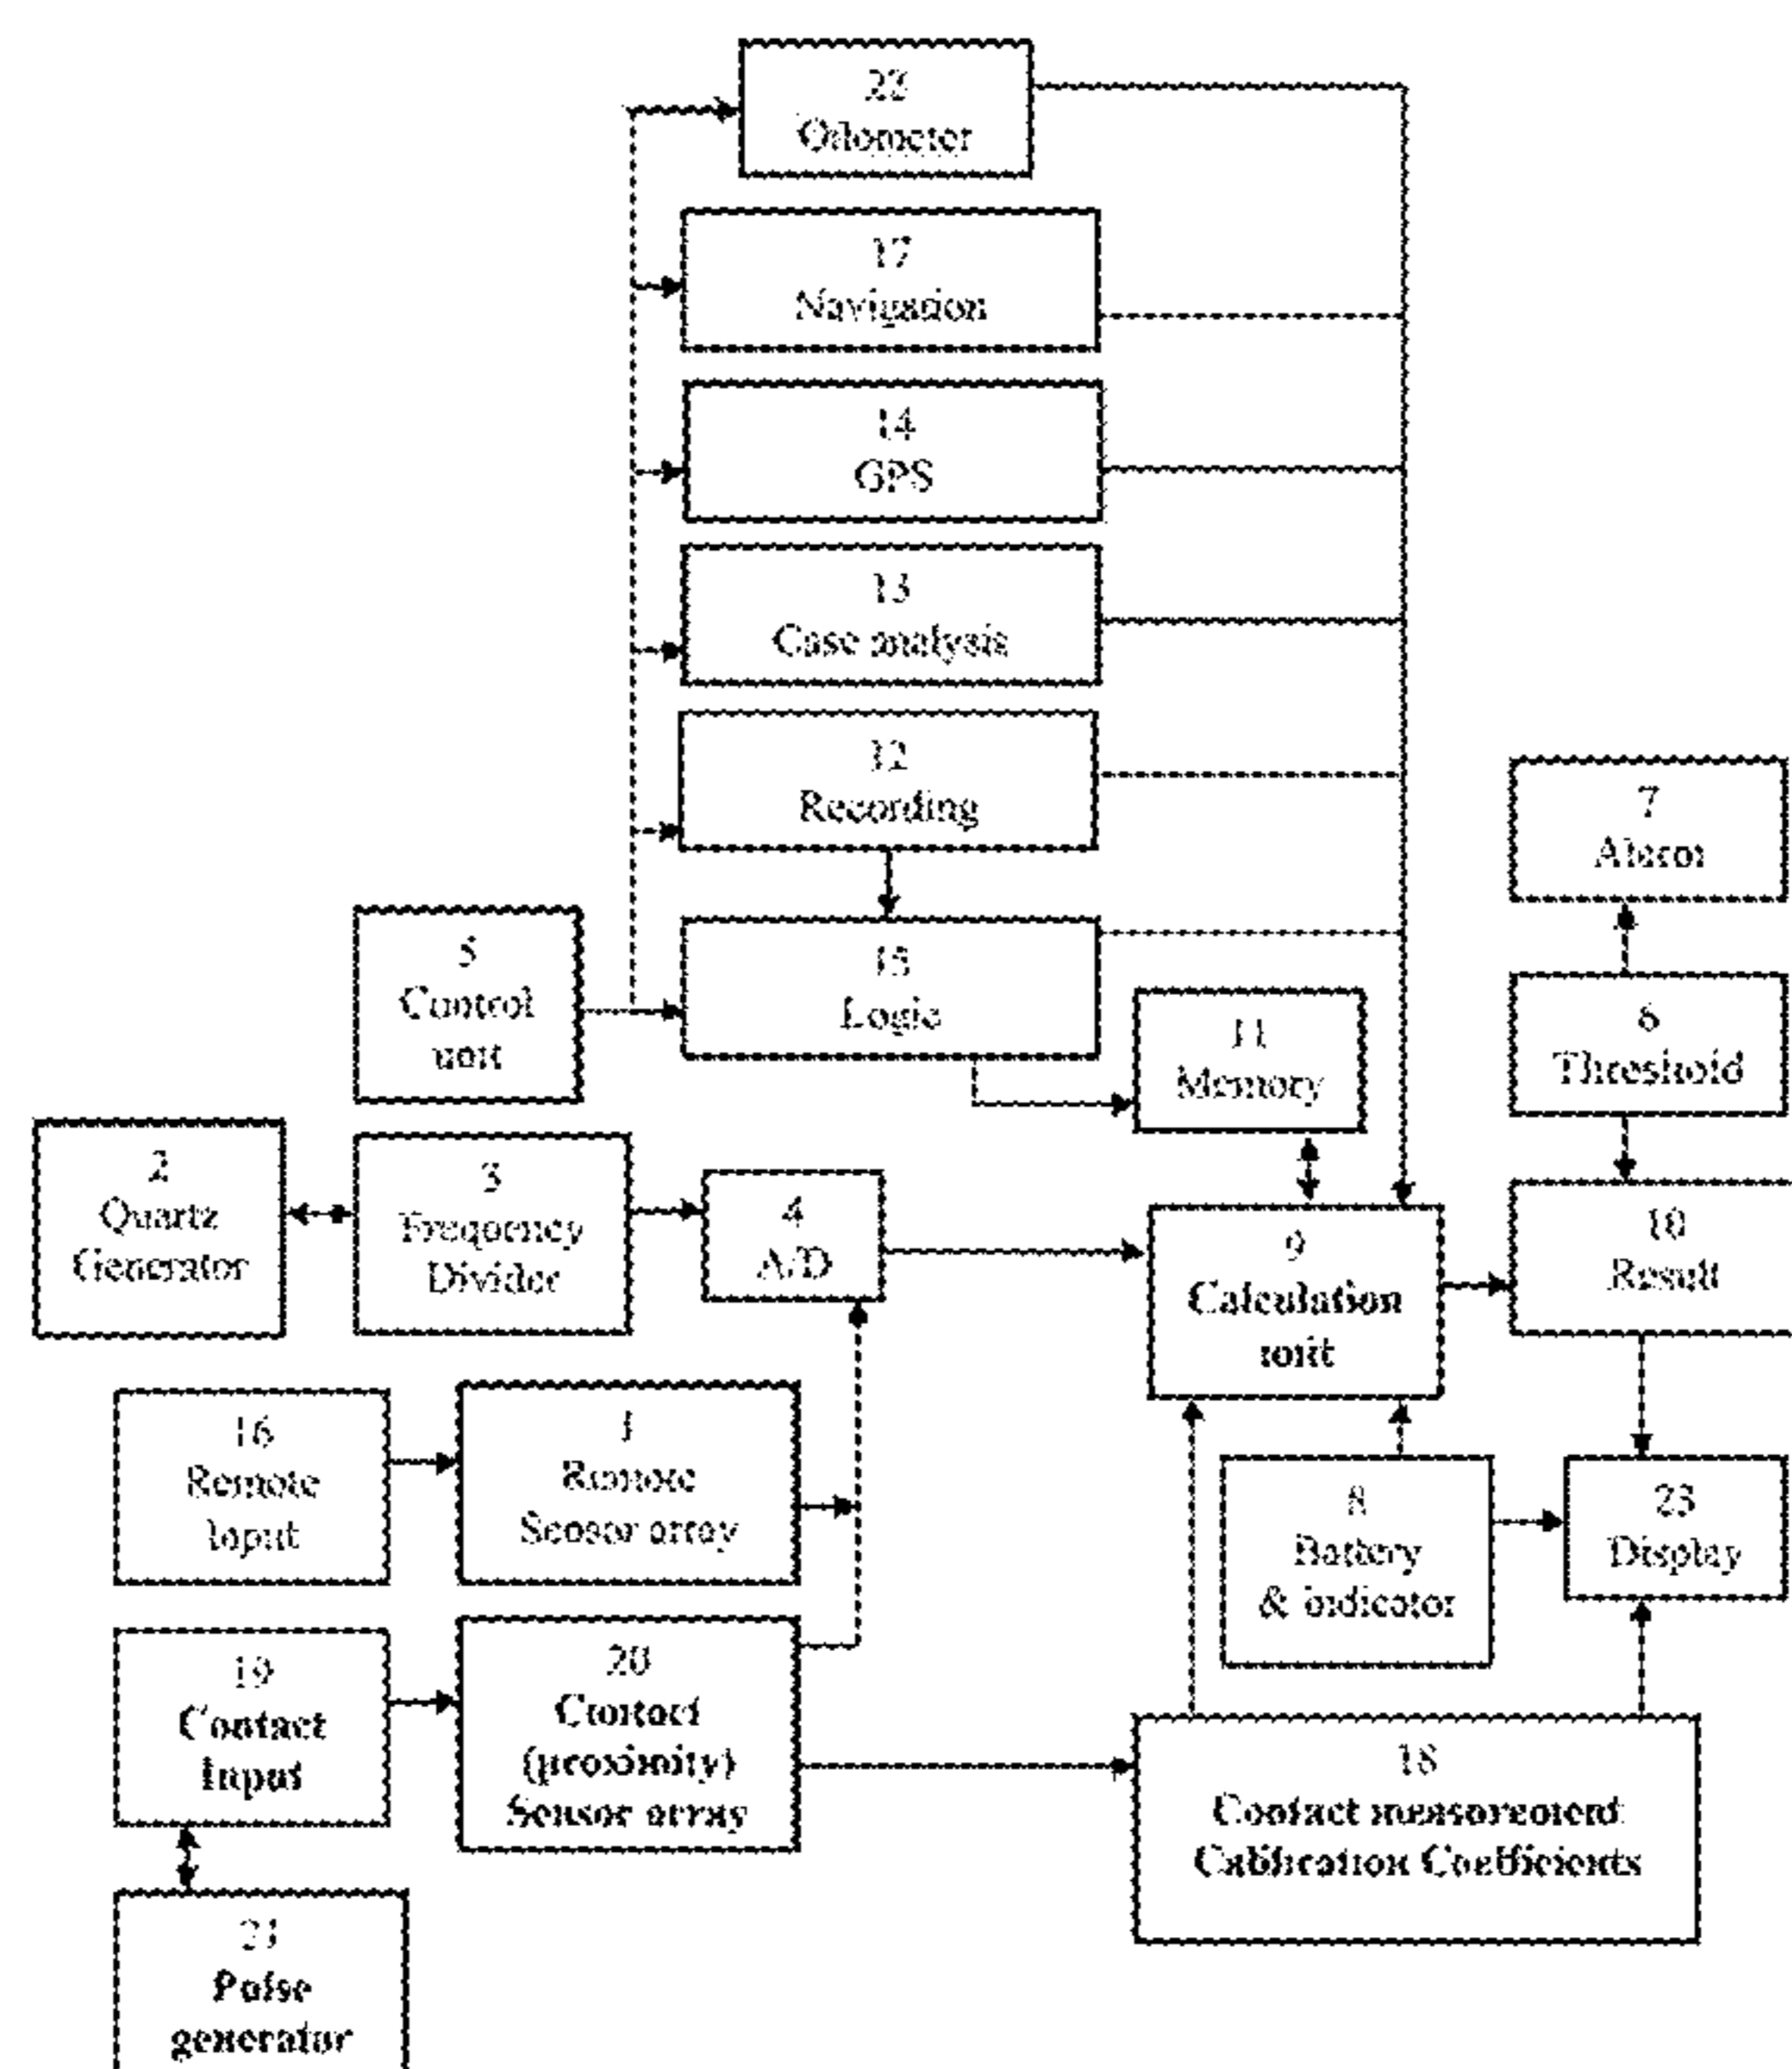 22
Odometer
17
Navigation
14
GPS
13
Case analysis
12
Recording
7
Alarm
5
Control
unit
15
Logic
6
Threshold
11
Memory
2
Quartz
Generator
3
Frequency
Divider
4
A/D
9
Calculation
unit
10
Result
16
Remote
Input
1
Remote
Sensor array
8
Battery
& indicator
23
Display
19
Contact
Input
20
Contact
(proximity)
Sensor array
18
Contact measurement
Calibration Coefficients
21
Pulse
generator